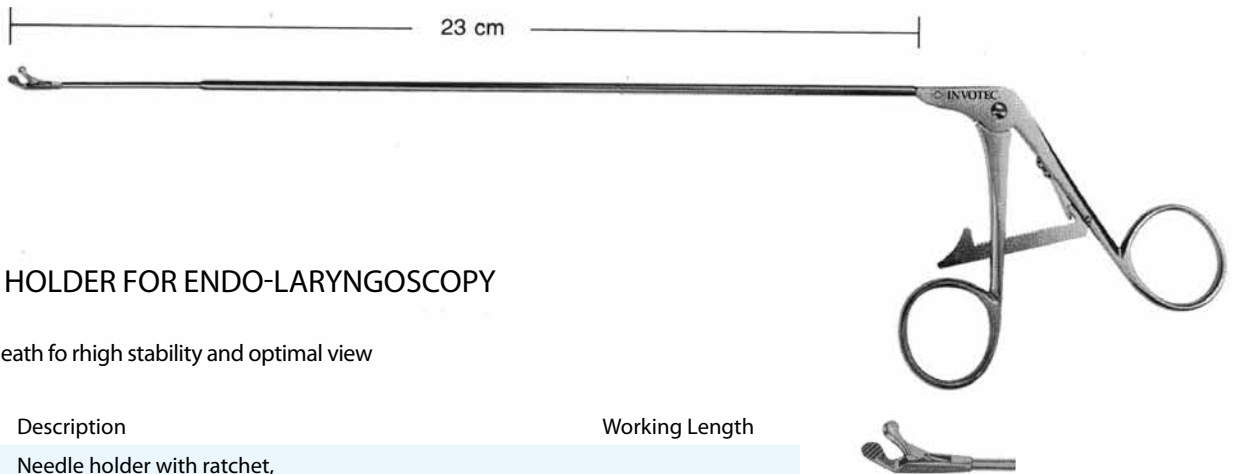 23 cm
INVOTEC
HOLDER FOR ENDO-LARYNGOSCOPY
eath fo rhigh stability and optimal view
Description Working Length
Needle holder with ratchet,